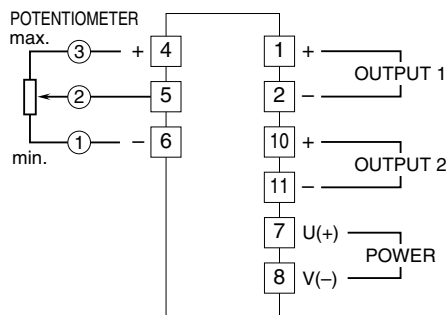 POTENTIOMETER
max.
3 + 4
2 5
1 − 6
min.
1 +
OUTPUT 1
2 −
10 +
OUTPUT 2
11 −
7 U(+)
POWER
8 V(−)